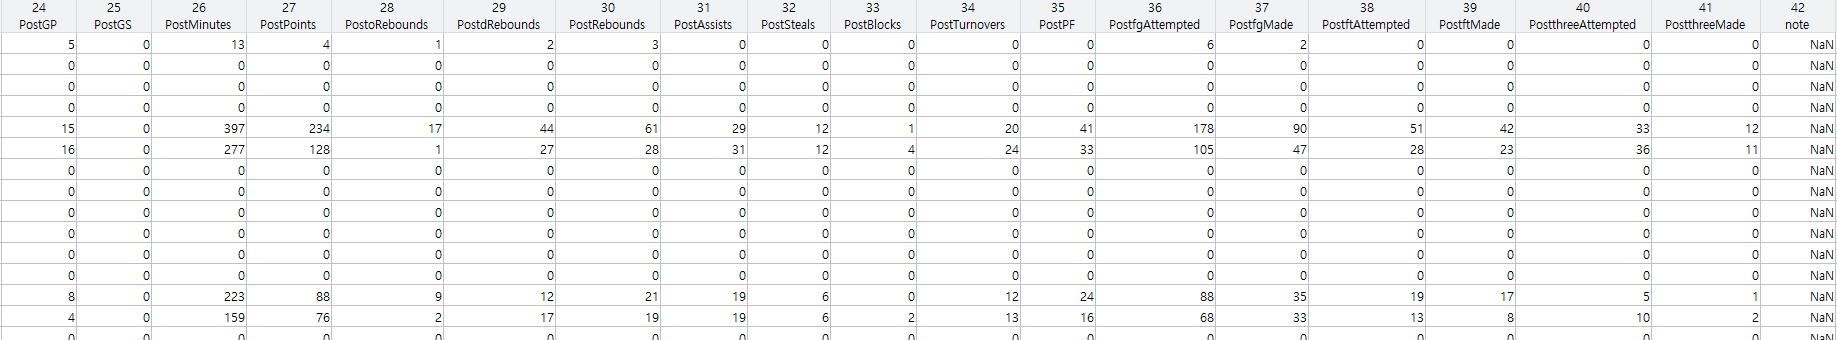 24 25 26 27 28 29 30 31 32 33 34 35 36 37 38 39 40 41 42
PostGP PostGS PostMinutes PostPoints PostoRebounds PostdRebounds PostRebounds PostAssists PostSteals PostBlocks PostTurnovers PostPF PostfgAttempted PostfgMade PostftAttempted PostftMade PostthreeAttempted PostthreeMade note
5 0 13 4 1 2 3 0 0 0 0 0 6 2 0 0 0 0 NaN
0 0 0 0 0 0 0 0 0 0 0 0 0 0 0 0 0 0 NaN
0 0 0 0 0 0 0 0 0 0 0 0 0 0 0 0 0 0 NaN
0 0 0 0 0 0 0 0 0 0 0 0 0 0 0 0 0 0 NaN
15 0 397 234 17 44 61 29 12 1 20 41 178 90 51 42 33 12 NaN
16 0 277 128 1 27 28 31 12 4 24 33 105 47 28 23 36 11 NaN
0 0 0 0 0 0 0 0 0 0 0 0 0 0 0 0 0 0 NaN
0 0 0 0 0 0 0 0 0 0 0 0 0 0 0 0 0 0 NaN
0 0 0 0 0 0 0 0 0 0 0 0 0 0 0 0 0 0 NaN
0 0 0 0 0 0 0 0 0 0 0 0 0 0 0 0 0 0 NaN
0 0 0 0 0 0 0 0 0 0 0 0 0 0 0 0 0 0 NaN
0 0 0 0 0 0 0 0 0 0 0 0 0 0 0 0 0 0 NaN
8 0 223 88 9 12 21 19 6 0 12 24 88 35 19 17 5 1 NaN
4 0 159 76 2 17 19 19 6 2 13 16 68 33 13 8 10 2 NaN
0 0 0 0 0 0 0 0 0 0 0 0 0 0 0 0 0 0 NaN